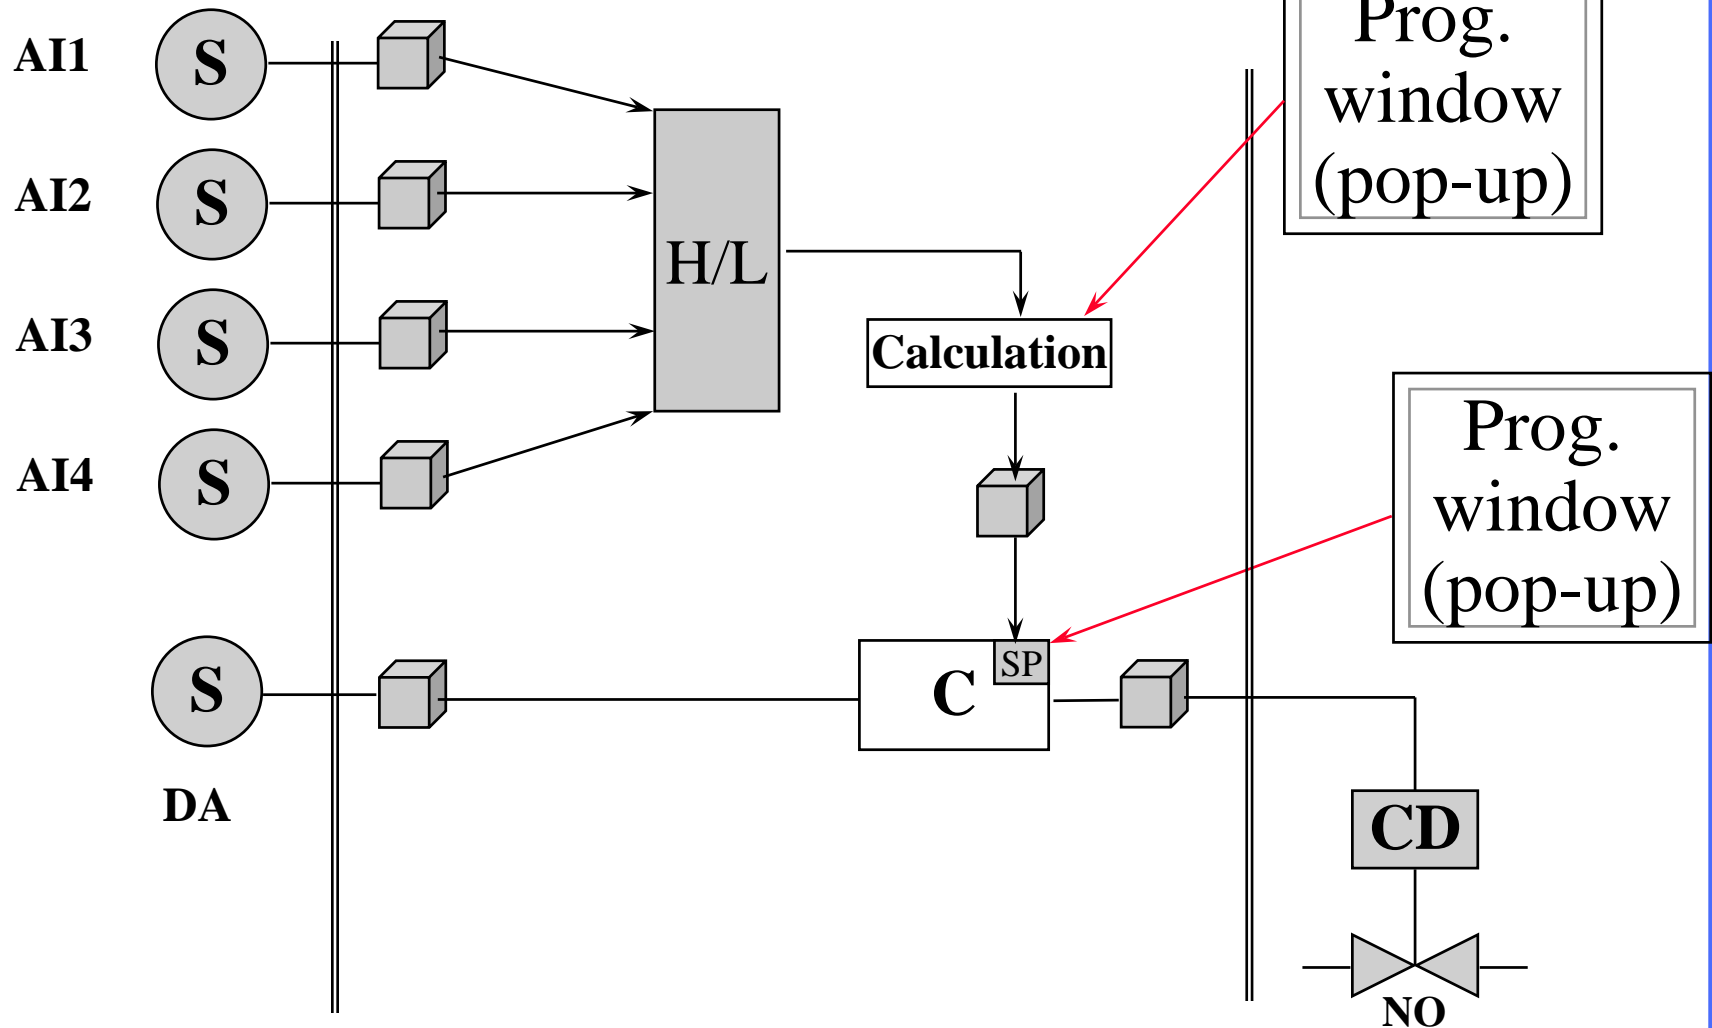 AI1
S
Prog.
window
(pop-up)
AI2
S
H/L
AI3
S
Calculation
AI4
S
Prog.
window
(pop-up)
S
C
SP
DA
CD
NO